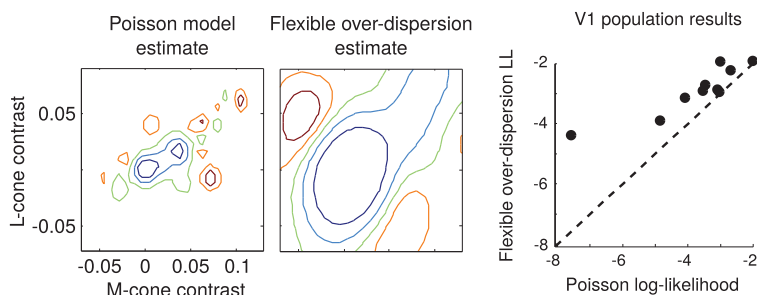 Poisson model
estimate
Flexible over-dispersion
estimate
V1 population results
L-cone contrast
0.05
-0.05
-0.05 0 0.05 0.1
M-cone contrast
Flexible over-dispersion LL
-2
-4
-6
-8
-8 -6 -4 -2
Poisson log-likelihood